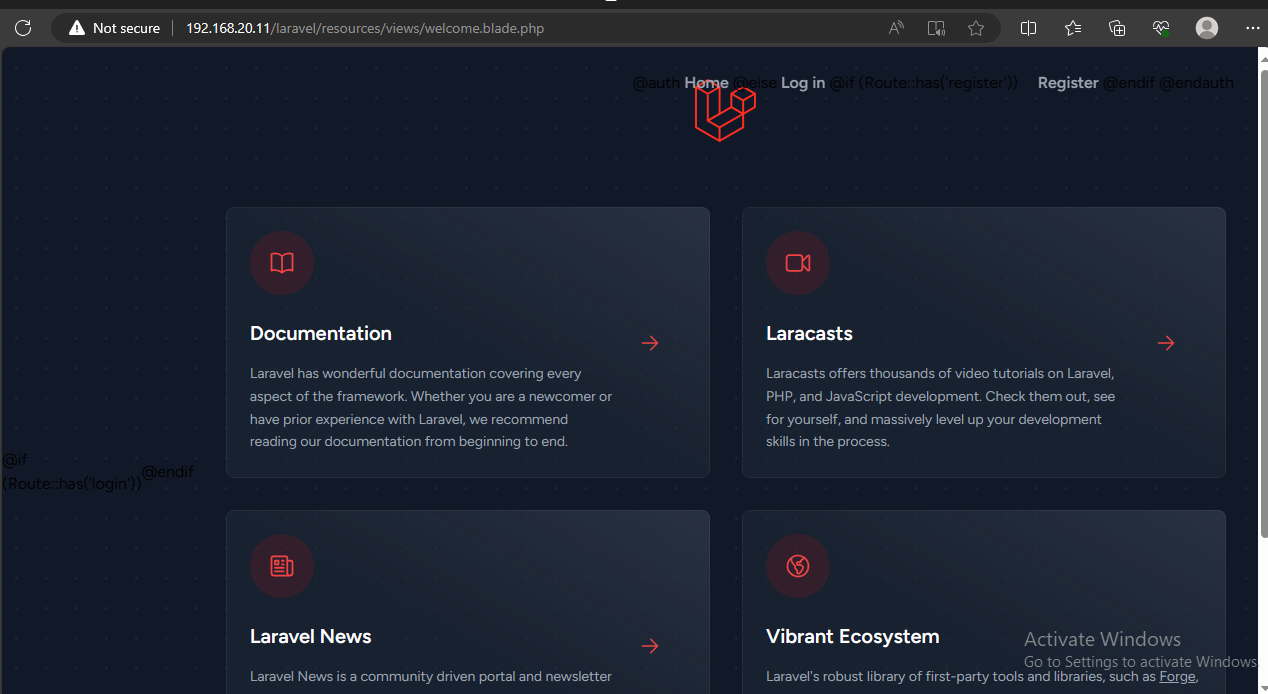 Not secure 192.168.20.11/laravel/resources/views/welcome.blade.php
@auth Home @else Log in @if (Route::has('register')) Register @endif @endauth
Documentation
Laravel has wonderful documentation covering every
aspect of the framework. Whether you are a newcomer or
have prior experience with Laravel, we recommend
reading our documentation from beginning to end.
Laracasts
Laracasts offers thousands of video tutorials on Laravel,
PHP, and JavaScript development. Check them out, see
for yourself, and massively level up your development
skills in the process.
@if
(Route::has('login'))
@endif
Laravel News
Laravel News is a community driven portal and newsletter
Vibrant Ecosystem
Laravel's robust library of first-party tools and libraries, such as Forge,
Activate Windows
Go to Settings to activate Windows.